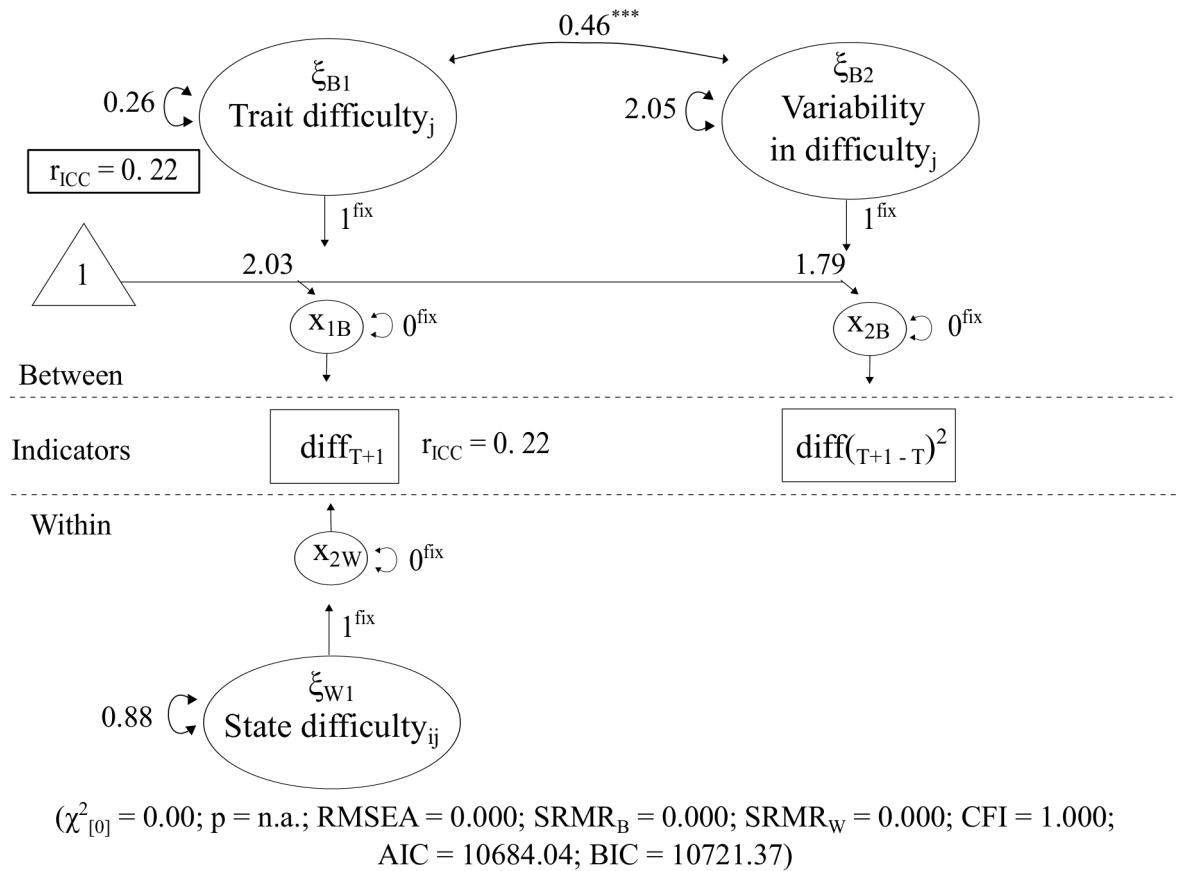 0.46***
ξB1
Trait difficultyj
0.26
ξB2
Variability
in difficultyj
2.05
rICC = 0. 22
1fix
1fix
1
2.03
1.79
x1B
0fix
x2B
0fix
Between
Indicators
diffT+1
rICC = 0. 22
diff(T+1 - T)2
Within
x2W
0fix
1fix
ξW1
State difficultyij
0.88
(χ2[0] = 0.00; p = n.a.; RMSEA = 0.000; SRMRB = 0.000; SRMRW = 0.000; CFI = 1.000;
AIC = 10684.04; BIC = 10721.37)